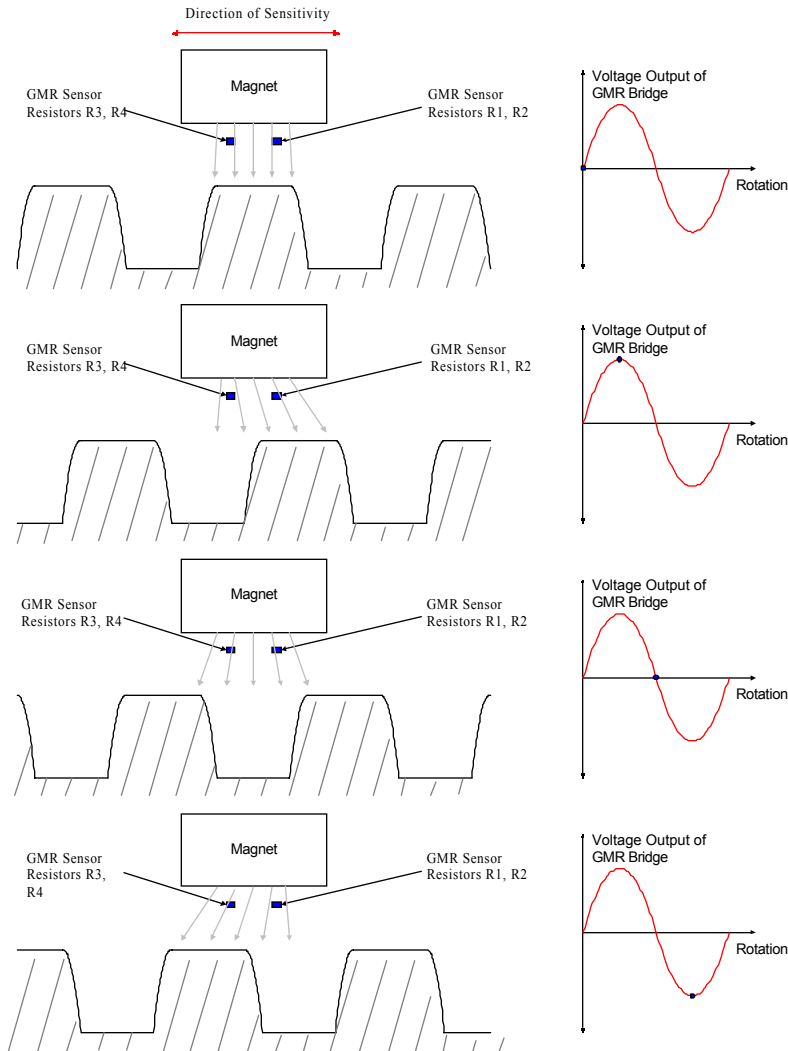 Direction of Sensitivity
GMR Sensor
Resistors R3, R4
Magnet
GMR Sensor
Resistors R1, R2
Voltage Output of
GMR Bridge
Rotation
GMR Sensor
Resistors R3, R4
Magnet
GMR Sensor
Resistors R1, R2
Voltage Output of
GMR Bridge
Rotation
GMR Sensor
Resistors R3, R4
Magnet
GMR Sensor
Resistors R1, R2
Voltage Output of
GMR Bridge
Rotation
GMR Sensor
Resistors R3,
R4
Magnet
GMR Sensor
Resistors R1, R2
Voltage Output of
GMR Bridge
Rotation